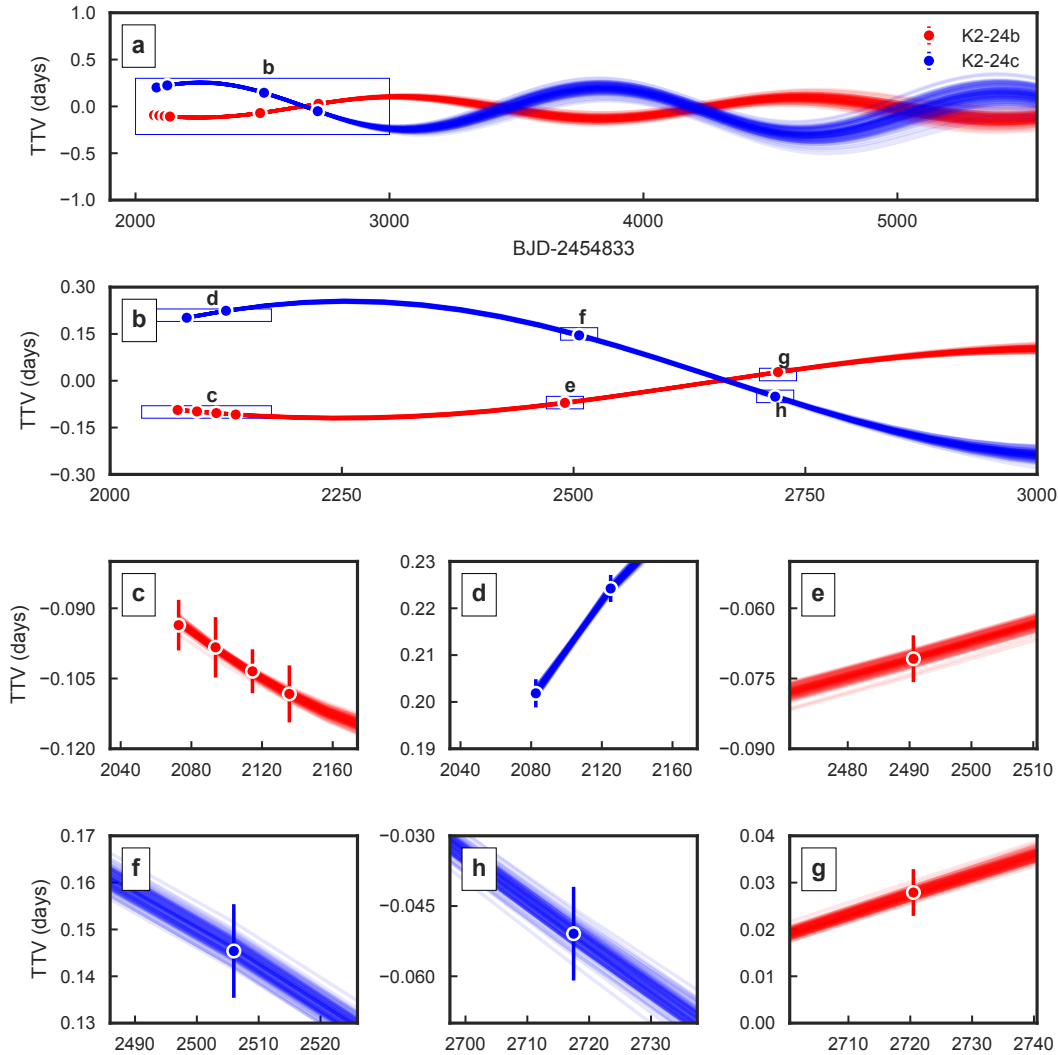 1.0
0.5
0.0
−0.5
−1.0
TTV (days)
a
b
K2-24b
K2-24c
2000 3000 4000 5000
BJD-2454833
0.30
0.15
0.00
−0.15
−0.30
TTV (days)
b
d
c
f
e
g
h
2000 2250 2500 2750 3000
−0.090
−0.105
−0.120
TTV (days)
c
2040 2080 2120 2160
0.23
0.22
0.21
0.20
0.19
d
2040 2080 2120 2160
−0.060
−0.075
−0.090
e
2480 2490 2500 2510
0.17
0.16
0.15
0.14
0.13
TTV (days)
f
2490 2500 2510 2520
−0.030
−0.045
−0.060
h
2700 2710 2720 2730
0.04
0.03
0.02
0.01
0.00
g
2710 2720 2730 2740